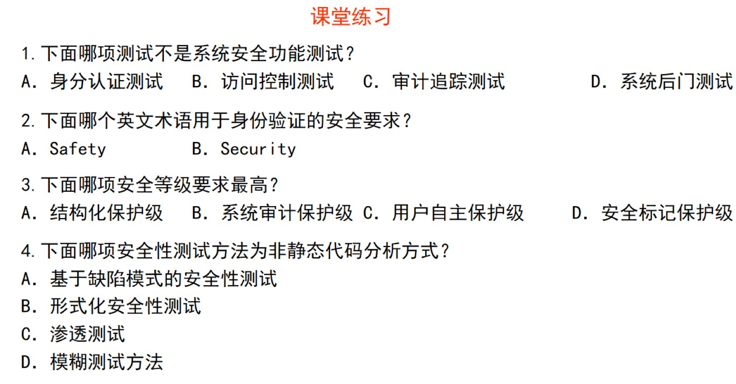 课堂练习
1.下面哪项测试不是系统安全功能测试？
A. 身分认证测试 B. 访问控制测试 C. 审计追踪测试 D. 系统后门测试
2.下面哪个英文术语用于身份验证的安全要求？
A. Safety B. Security
3.下面哪项安全等级要求最高？
A. 结构化保护级 B. 系统审计保护级 C. 用户自主保护级 D. 安全标记保护级
4.下面哪项安全性测试方法为非静态代码分析方式？
A. 基于缺陷模式的安全性测试
B. 形式化安全性测试
C. 渗透测试
D. 模糊测试方法